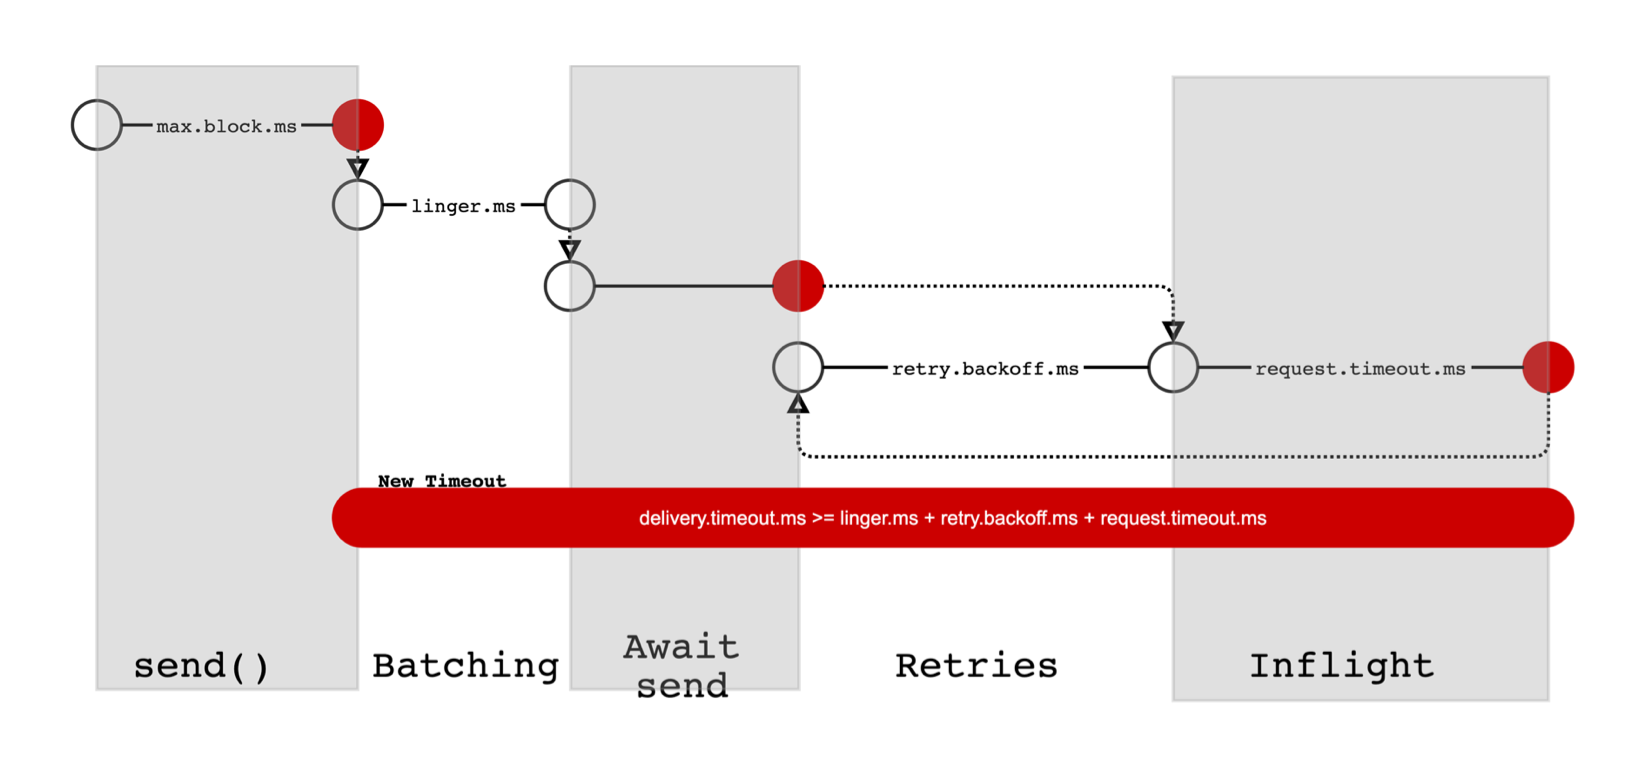 max.block.ms
linger.ms
retry.backoff.ms
request.timeout.ms
New Timeout
delivery.timeout.ms >= linger.ms + retry.backoff.ms + request.timeout.ms
send()
Batching
Await
send
Retries
Inflight